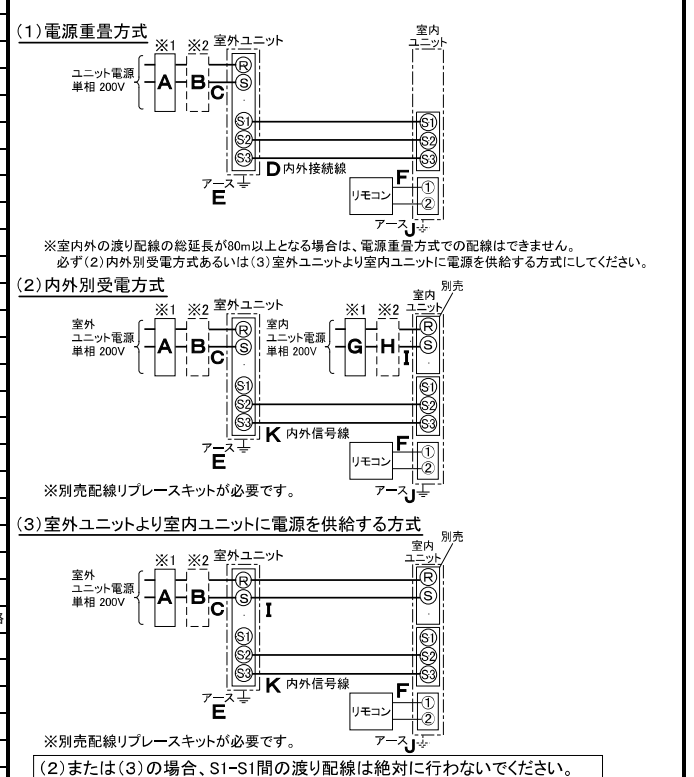 (1)電源重畳方式
※1 ※2 室外ユニット
室内
ユニット
ユニット電源
単相 200V
A B C
R
S
S1 S1
S2 S2
S3 S3
D 内外接続線
アース
E
F
リモコン
①
②
アース J
※室内外の渡り配線の総延長が80m以上となる場合は、電源重畳方式での配線はできません。
必ず(2)内外別受電方式あるいは(3)室外ユニットより室内ユニットに電源を供給する方式にしてください。
(2)内外別受電方式
別売
※1 ※2 室外ユニット
※1 ※2
室内
ユニット
室外
ユニット電源
単相 200V
A B C
R
S
室内
ユニット電源
単相 200V
G H I
R
S
S1 S1
S2 S2
S3 S3
K 内外信号線
アース
E
F
リモコン
①
②
アース J
※別売配線リプレースキットが必要です。
(3)室外ユニットより室内ユニットに電源を供給する方式
別売
※1 ※2 室外ユニット
室内
ユニット
室外
ユニット電源
単相 200V
A B C
R R
S S
I
S1 S1
S2 S2
S3 S3
K 内外信号線
アース
E
F
リモコン
①
②
アース J
※別売配線リプレースキットが必要です。
(2)または(3)の場合、S1-S1間の渡り配線は絶対に行わないでください。